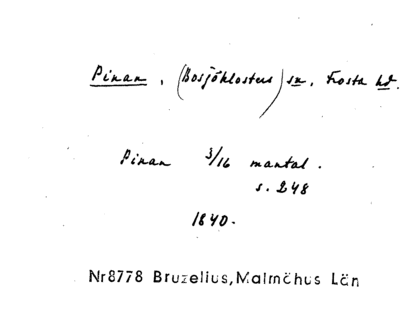 Pinan, (Bosjöklosters) sn, Frosta hd.
Pinan 3/16 mantal.
s. 248
1840.
Nr8778 Bruzelius, Malmöhus Län